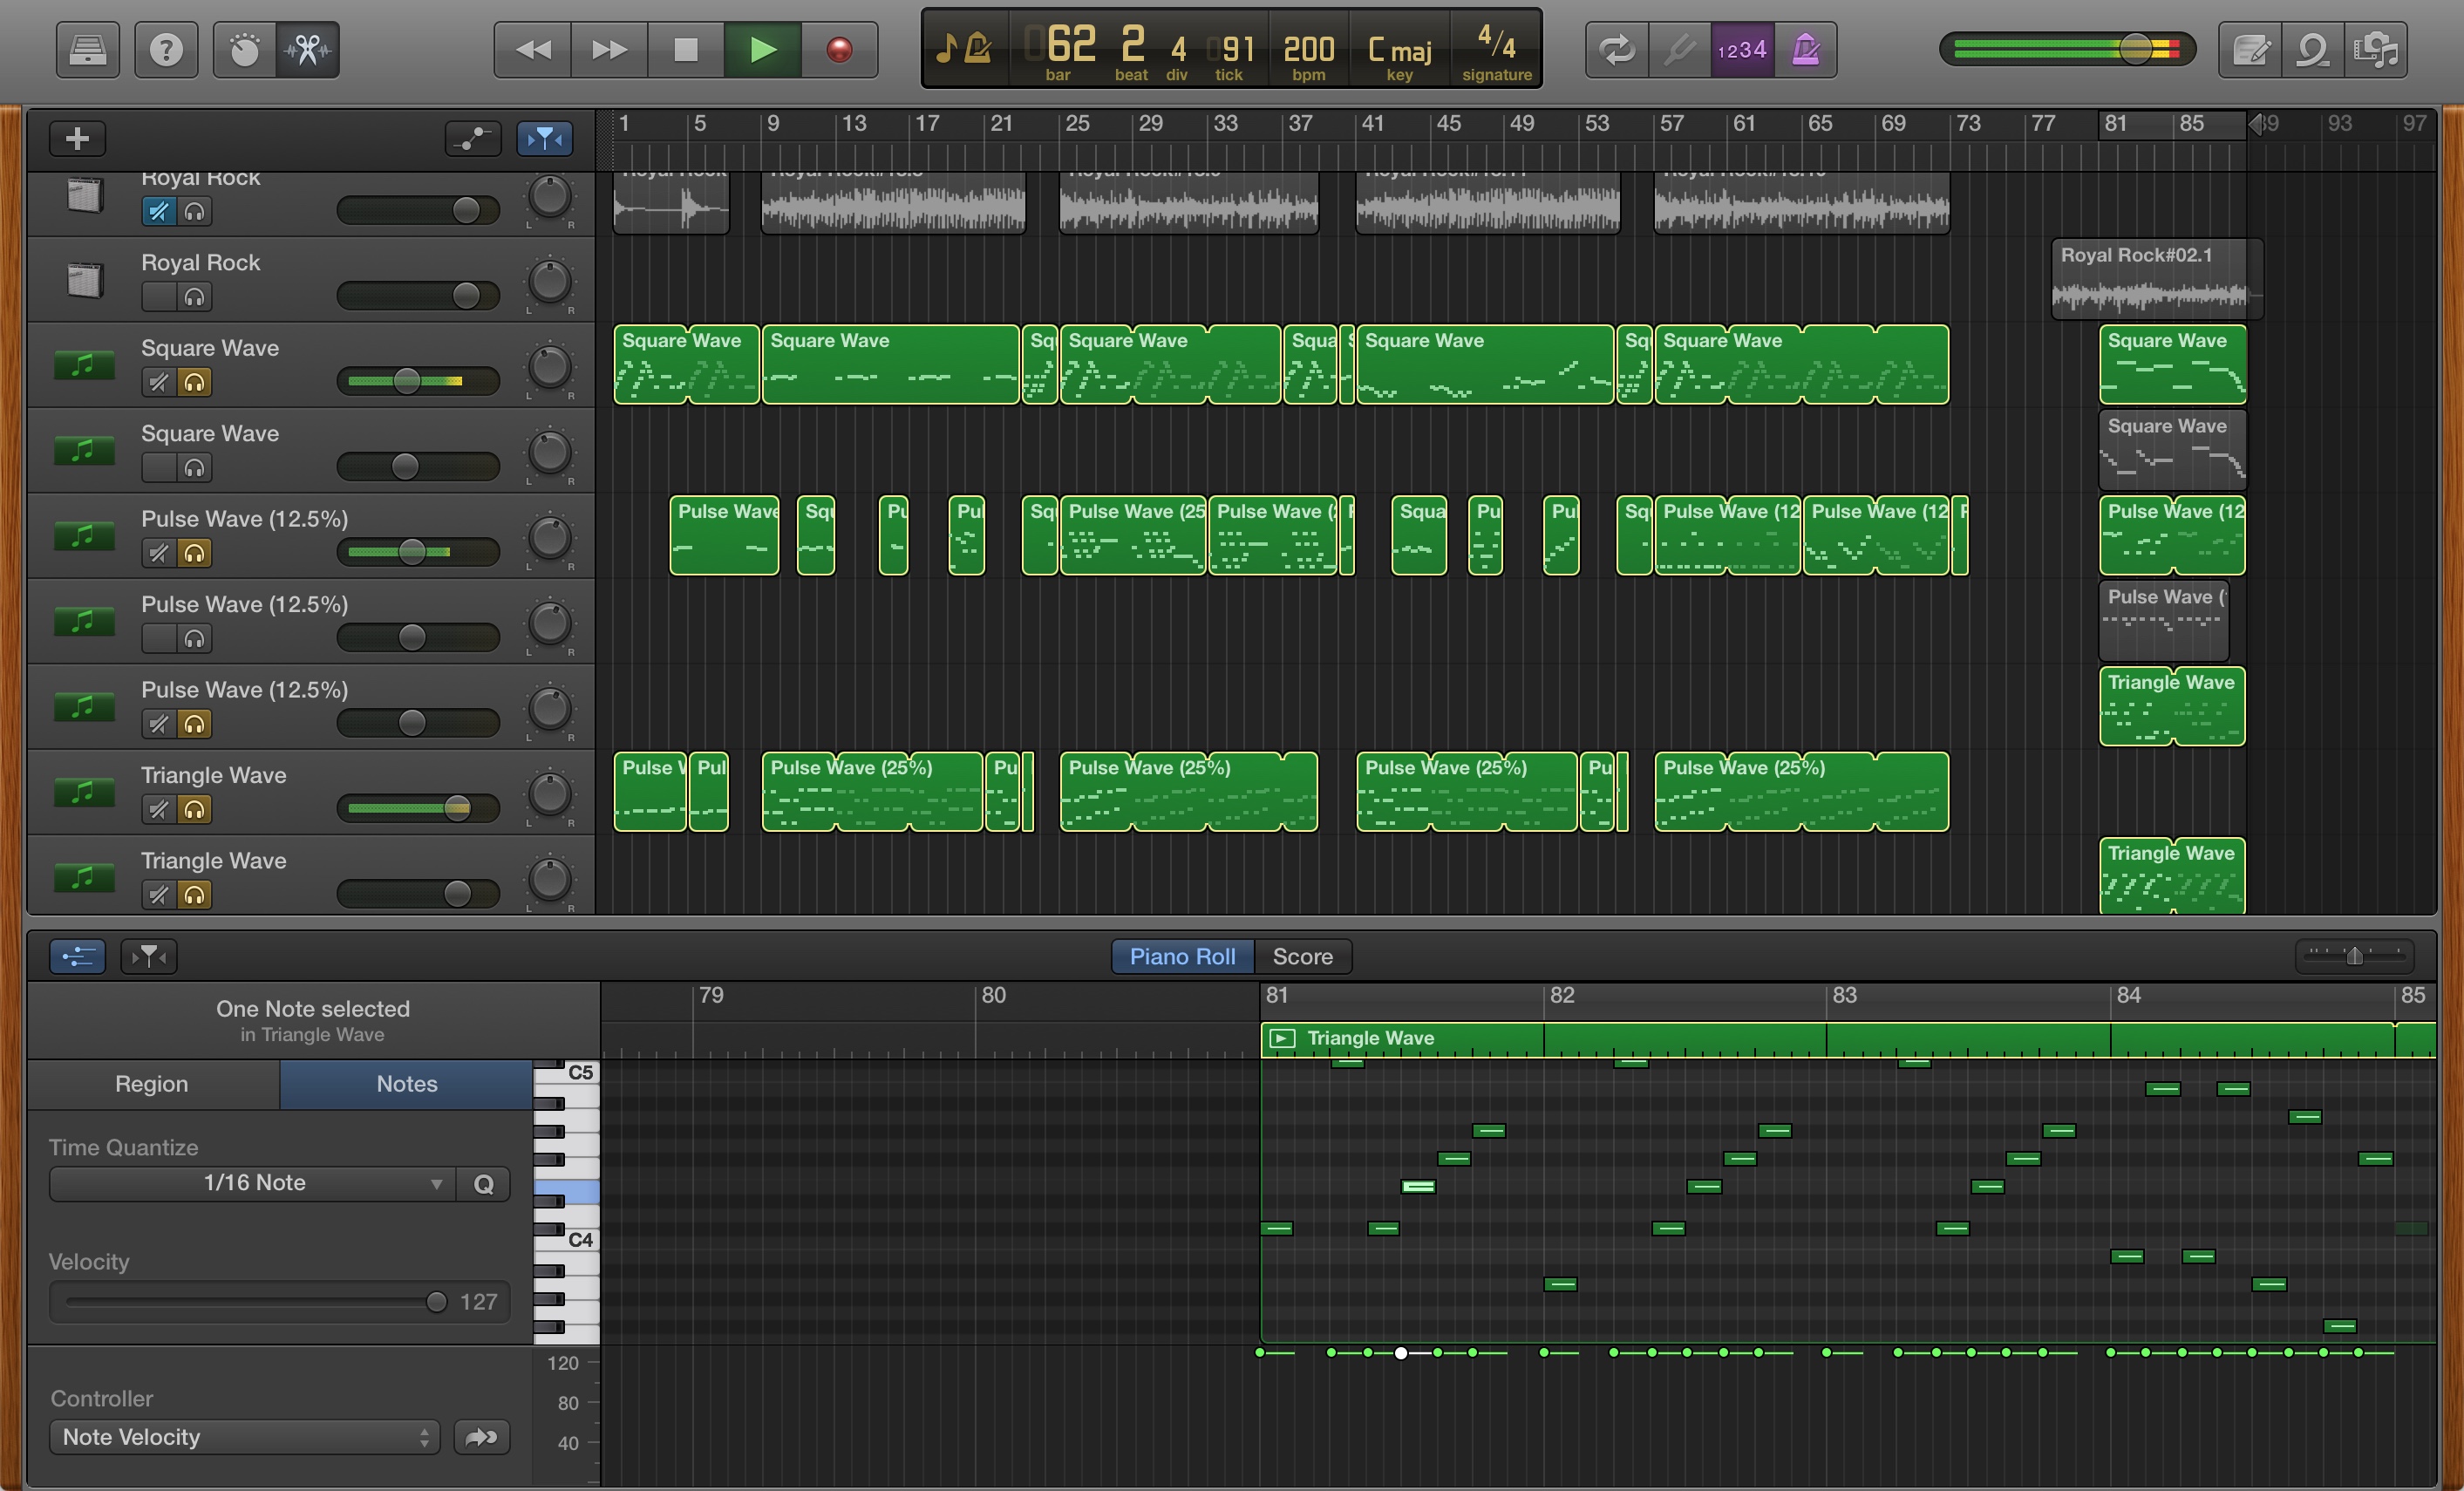 62 2 4 91 200 C maj 4/4
bar beat div tick bpm key signature
1234
1 5 9 13 17 21 25 29 33 37 41 45 49 53 57 61 65 69 73 77 81 85 89 93 97
Royal Rock
L R
Royal Rock
Royal Rock#02.1
L R
Square Wave
Square Wave Square Wave Squ Square Wave Squa S Square Wave Squ Square Wave Square Wave
L R
Square Wave
Square Wave
L R
Pulse Wave (12.5%)
Pulse Wave Squ Pu Pul Squ Pulse Wave (25 Pulse Wave ( Squa Pu Pul Squ Pulse Wave (12 Pulse Wave (12 Pulse Wave (12
L R
Pulse Wave (12.5%)
Pulse Wave (
L R
Pulse Wave (12.5%)
Triangle Wave
L R
Triangle Wave
Pulse W Pul Pulse Wave (25%) Pu Pulse Wave (25%) Pulse Wave (25%) Pu Pulse Wave (25%)
L R
Triangle Wave
Triangle Wave
L R
Piano Roll Score
One Note selected
in Triangle Wave
79 80 81 82 83 84 85
Triangle Wave
Region Notes
C5
Time Quantize
1/16 Note Q
C4
Velocity
127
Controller
Note Velocity
120
80
40